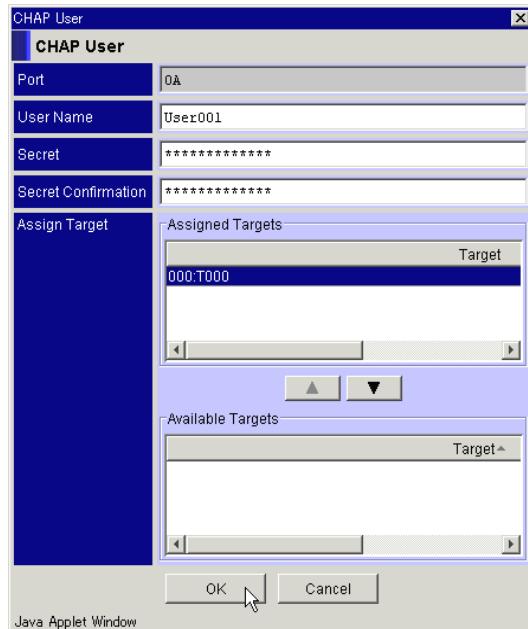 CHAP User
CHAP User
Port 0A
User Name User001
Secret *************
Secret Confirmation *************
Assign Target
Assigned Targets
Target
000:T000
Available Targets
Target
OK Cancel
Java Applet Window